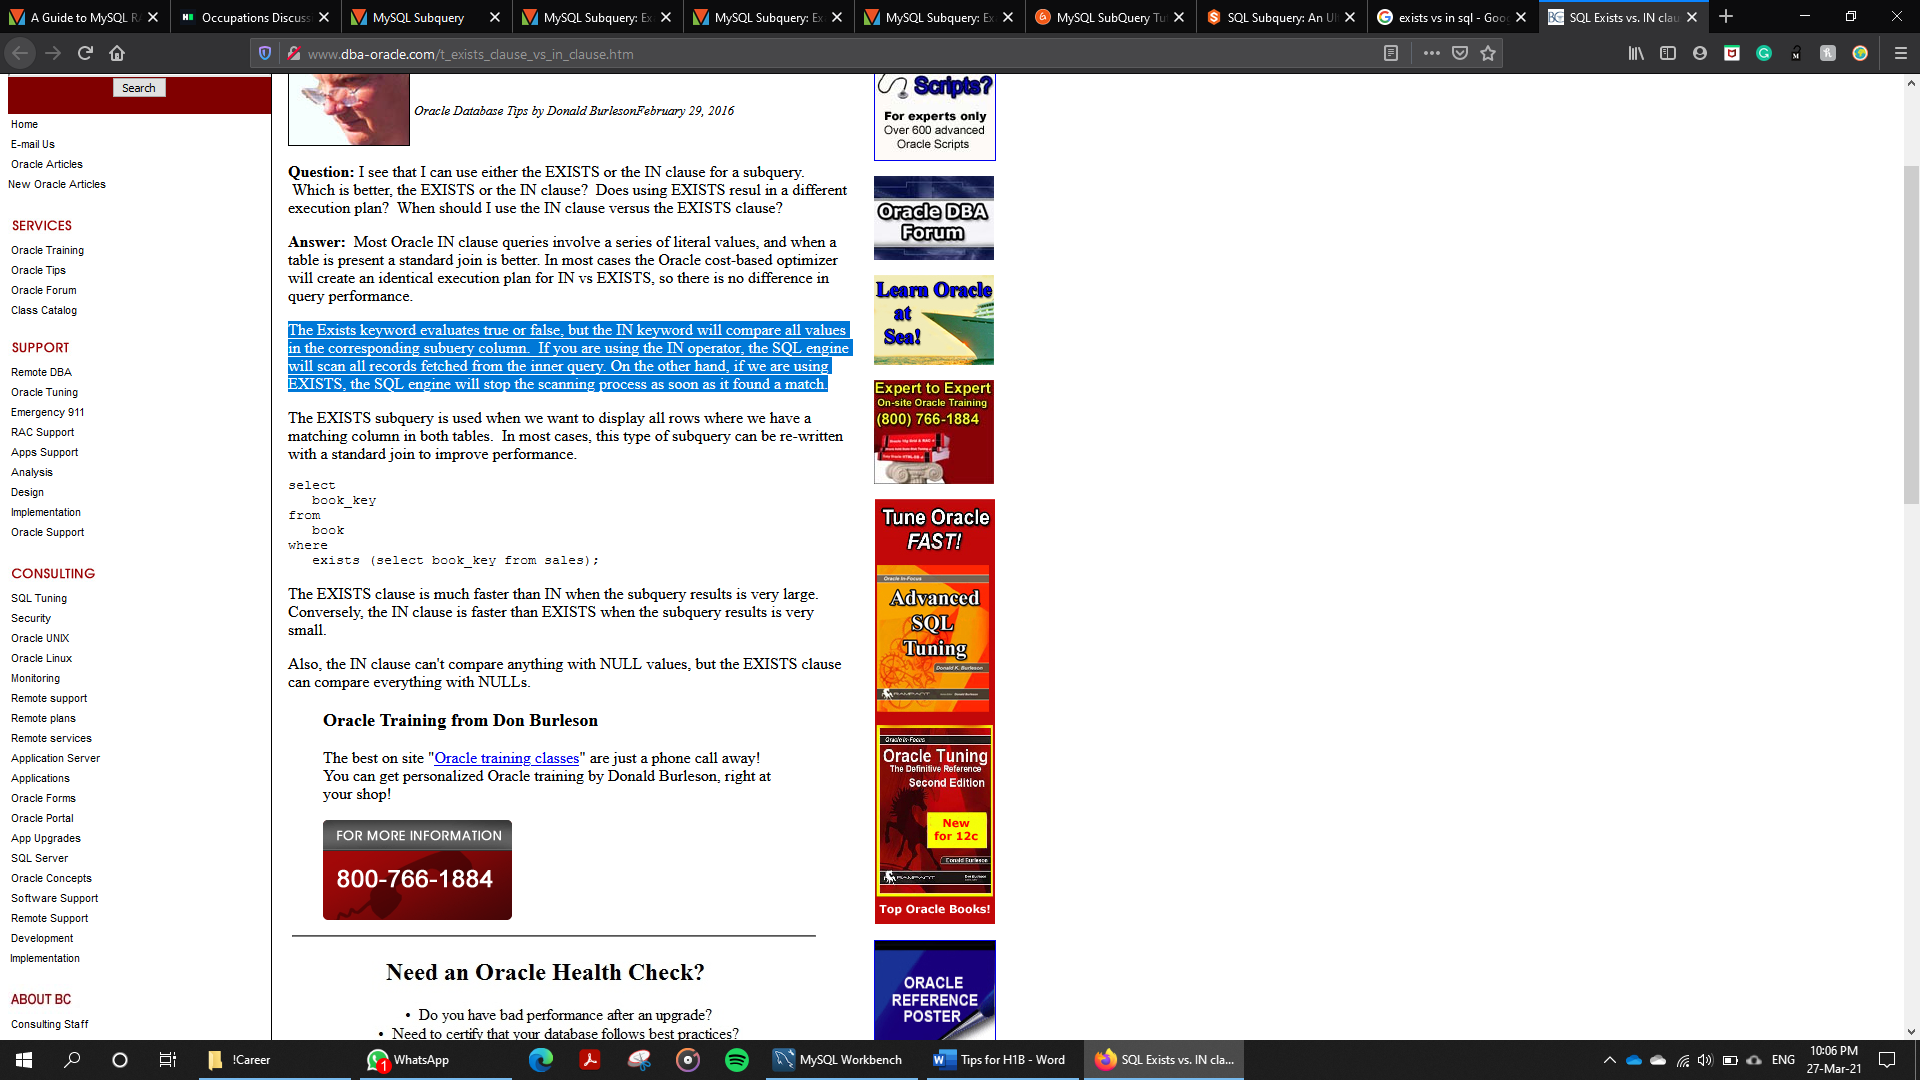 A Guide to MySQL RA
Occupations Discussi
MySQL Subquery
MySQL Subquery: Ex
MySQL Subquery: Ex
MySQL Subquery: Ex
MySQL SubQuery Tut
SQL Subquery: An Ul
exists vs in sql - Goog
SQL Exists vs. IN clau
www.dba-oracle.com/t_exists_clause_vs_in_clause.htm
Search
Home
E-mail Us
Oracle Articles
New Oracle Articles
SERVICES
Oracle Training
Oracle Tips
Oracle Forum
Class Catalog
SUPPORT
Remote DBA
Oracle Tuning
Emergency 911
RAC Support
Apps Support
Analysis
Design
Implementation
Oracle Support
CONSULTING
SQL Tuning
Security
Oracle UNIX
Oracle Linux
Monitoring
Remote support
Remote plans
Remote services
Application Server
Applications
Oracle Forms
Oracle Portal
App Upgrades
SQL Server
Oracle Concepts
Software Support
Remote Support
Development
Implementation
ABOUT BC
Consulting Staff
Oracle Database Tips by Donald BurlesonFebruary 29, 2016
Question: I see that I can use either the EXISTS or the IN clause for a subquery.
Which is better, the EXISTS or the IN clause? Does using EXISTS resul in a different
execution plan? When should I use the IN clause versus the EXISTS clause?
Answer: Most Oracle IN clause queries involve a series of literal values, and when a
table is present a standard join is better. In most cases the Oracle cost-based optimizer
will create an identical execution plan for IN vs EXISTS, so there is no difference in
query performance.
The Exists keyword evaluates true or false, but the IN keyword will compare all values
in the corresponding subuery column. If you are using the IN operator, the SQL engine
will scan all records fetched from the inner query. On the other hand, if we are using
EXISTS, the SQL engine will stop the scanning process as soon as it found a match.
The EXISTS subquery is used when we want to display all rows where we have a
matching column in both tables. In most cases, this type of subquery can be re-written
with a standard join to improve performance.
select
book_key
from
book
where
exists (select book_key from sales);
The EXISTS clause is much faster than IN when the subquery results is very large.
Conversely, the IN clause is faster than EXISTS when the subquery results is very
small.
Also, the IN clause can't compare anything with NULL values, but the EXISTS clause
can compare everything with NULLs.
Oracle Training from Don Burleson
The best on site "Oracle training classes" are just a phone call away!
You can get personalized Oracle training by Donald Burleson, right at
your shop!
FOR MORE INFORMATION
800-766-1884
Need an Oracle Health Check?
• Do you have bad performance after an upgrade?
• Need to certify that your database follows best practices?
Scripts?
For experts only
Over 600 advanced
Oracle Scripts
Oracle DBA
Forum
Learn Oracle
at
Sea!
Expert to Expert
On-site Oracle Training
(800) 766-1884
Tune Oracle
FAST!
Oracle In-Focus
Advanced
SQL
Tuning
Donald K. Burleson
RAMPANT
Oracle In-Focus
Oracle Tuning
The Definitive Reference
Second Edition
New
for 12c
Donald Burleson
RAMPANT
Top Oracle Books!
ORACLE
REFERENCE
POSTER
!Career
1
WhatsApp
MySQL Workbench
Tips for H1B - Word
SQL Exists vs. IN cla...
ENG
10:06 PM
27-Mar-21